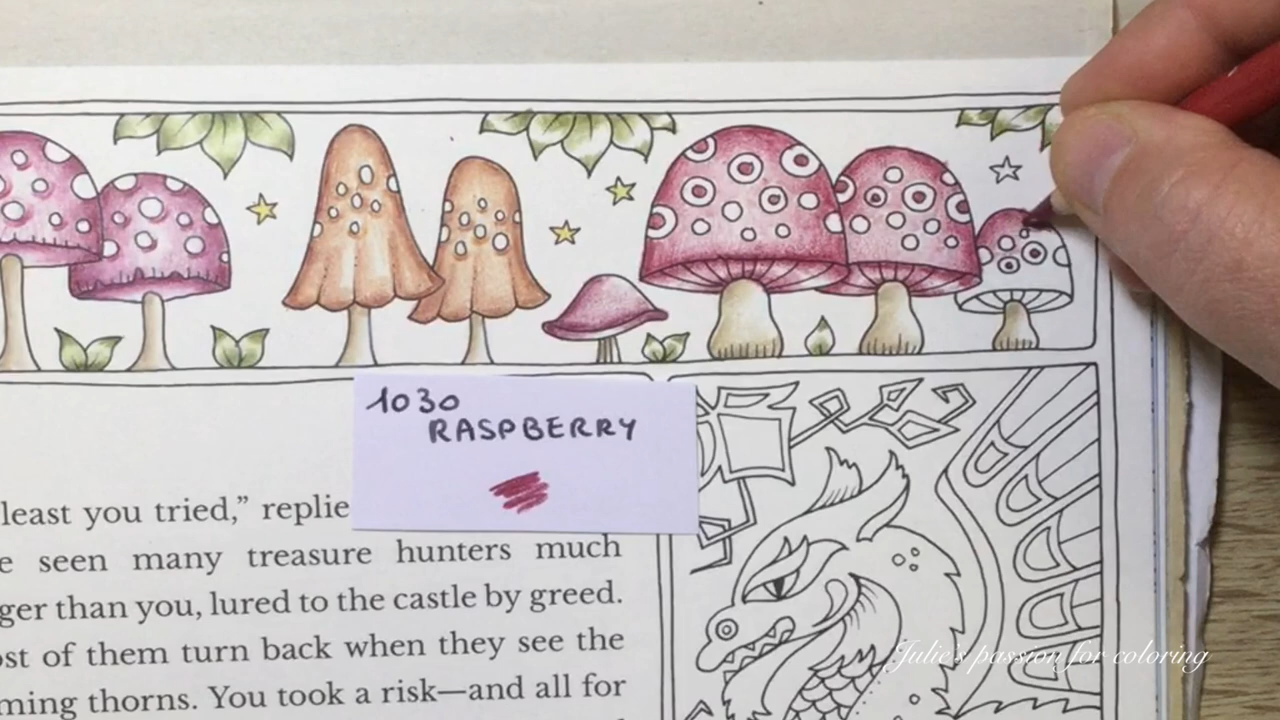 1030
RASPBERRY
least you tried,” replie
e seen many treasure hunters much
ger than you, lured to the castle by greed.
ost of them turn back when they see the
ming thorns. You took a risk—and all for
Julie's passion for coloring